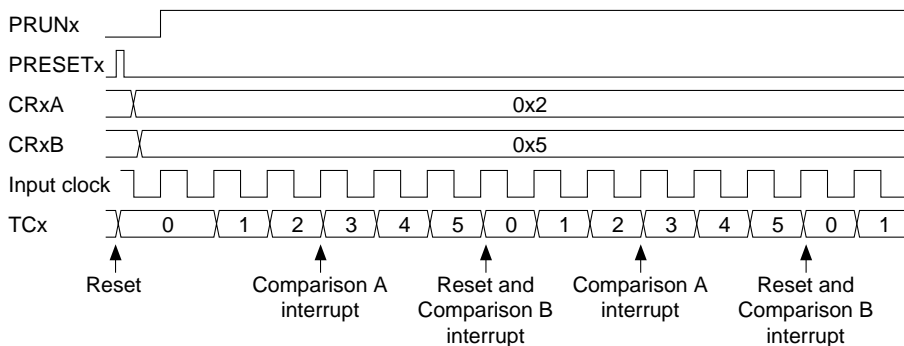 PRUNx
PRESETx
CRxA 0x2
CRxB 0x5
Input clock
TCx 0 1 2 3 4 5 0 1 2 3 4 5 0 1
Reset Comparison A Reset and Comparison A Reset and
interrupt Comparison B interrupt Comparison B
interrupt interrupt